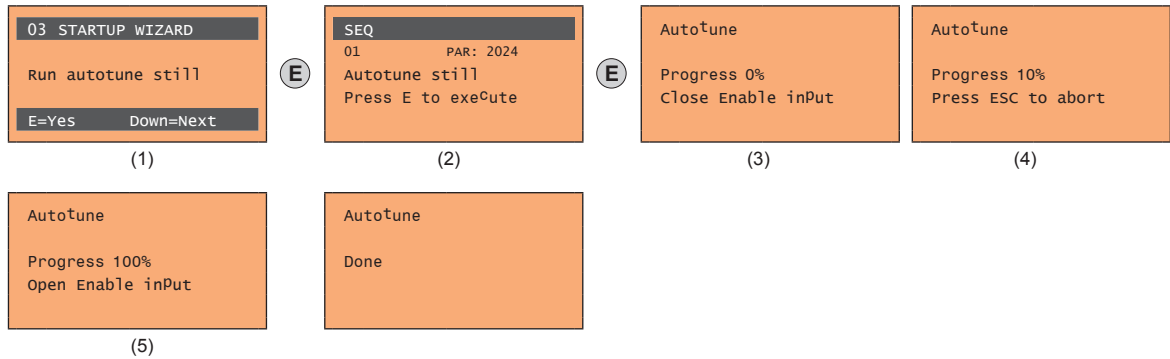 03 STARTUP WIZARD
Run autotune still
E=Yes Down=Next
(1)
E
SEQ
01 PAR: 2024
Autotune still
Press E to execute
(2)
E
Autotune
Progress 0%
Close Enable inPut
(3)
Autotune
Progress 10%
Press ESC to abort
(4)
Autotune
Progress 100%
Open Enable inPut
(5)
Autotune
Done